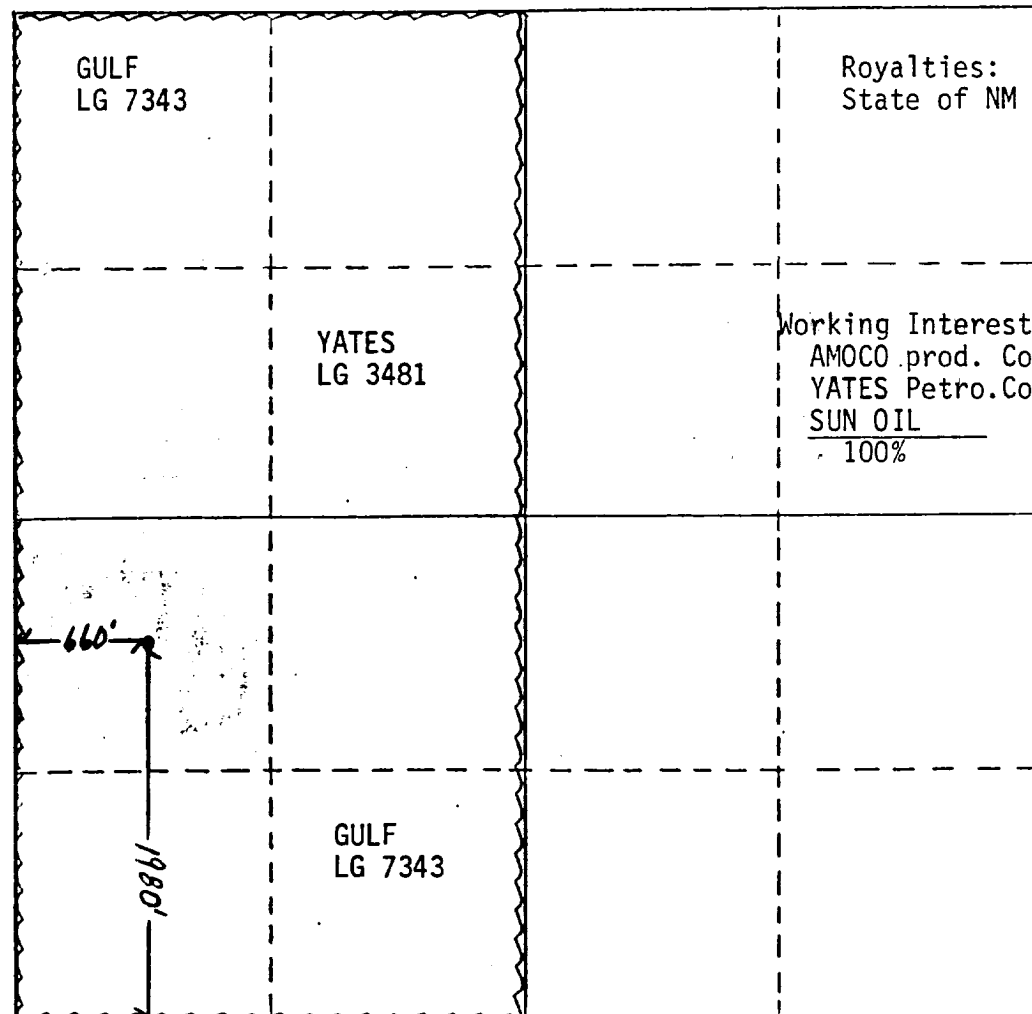 GULF
LG 7343
Royalties:
State of NM
YATES
LG 3481
Working Interest
AMOCO prod. Co
YATES Petro.Co
SUN OIL
100%
660'
1980'
GULF
LG 7343